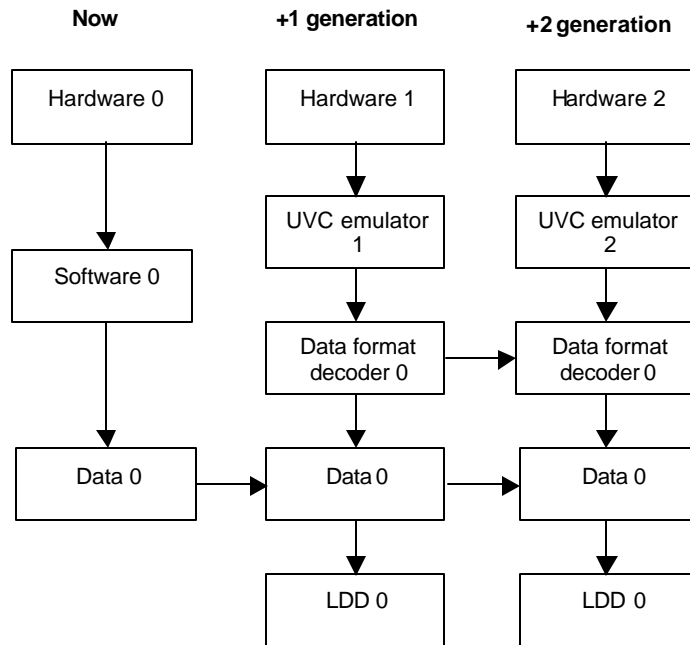 Now
+1 generation
+2 generation
Hardware 0
Hardware 1
Hardware 2
UVC emulator
1
UVC emulator
2
Software 0
Data format
decoder 0
Data format
decoder 0
Data 0
Data 0
Data 0
LDD 0
LDD 0